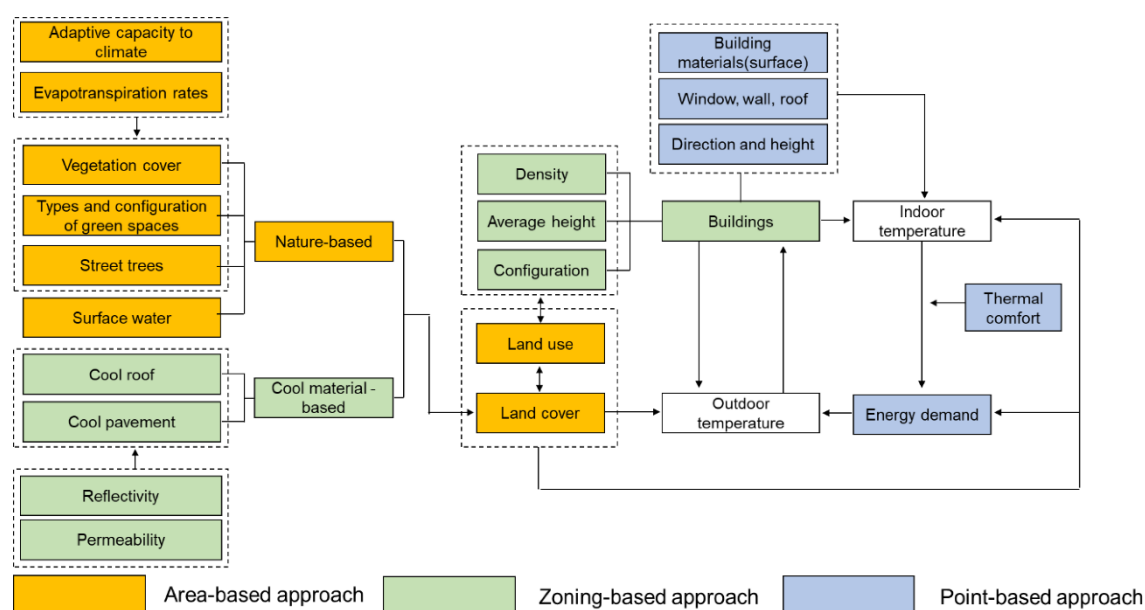 Adaptive capacity to
climate
Evapotranspiration rates
Vegetation cover
Types and configuration
of green spaces
Street trees
Surface water
Cool roof
Cool pavement
Reflectivity
Permeability
Nature-based
Cool material -
based
Density
Average height
Configuration
Land use
Land cover
Building
materials(surface)
Window, wall, roof
Direction and height
Buildings
Outdoor
temperature
Indoor
temperature
Thermal
comfort
Energy demand
Area-based approach
Zoning-based approach
Point-based approach